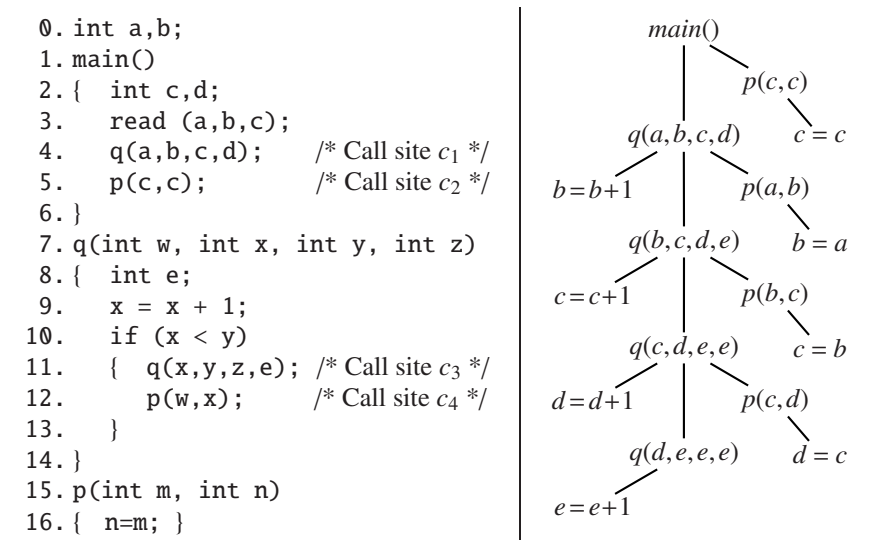 0. int a,b;
1. main()
2. {  int c,d;
3.    read (a,b,c);
4.    q(a,b,c,d);    /* Call site c₁ */
5.    p(c,c);        /* Call site c₂ */
6. }
7. q(int w, int x, int y, int z)
8. {  int e;
9.    x = x + 1;
10.   if (x < y)
11.   {  q(x,y,z,e); /* Call site c₃ */
12.      p(w,x);     /* Call site c₄ */
13.   }
14. }
15. p(int m, int n)
16. {  n=m; }
main()
p(c,c)
q(a,b,c,d) c = c
b=b+1 p(a,b)
q(b,c,d,e) b = a
c=c+1 p(b,c)
q(c,d,e,e) c = b
d=d+1 p(c,d)
q(d,e,e,e) d = c
e=e+1